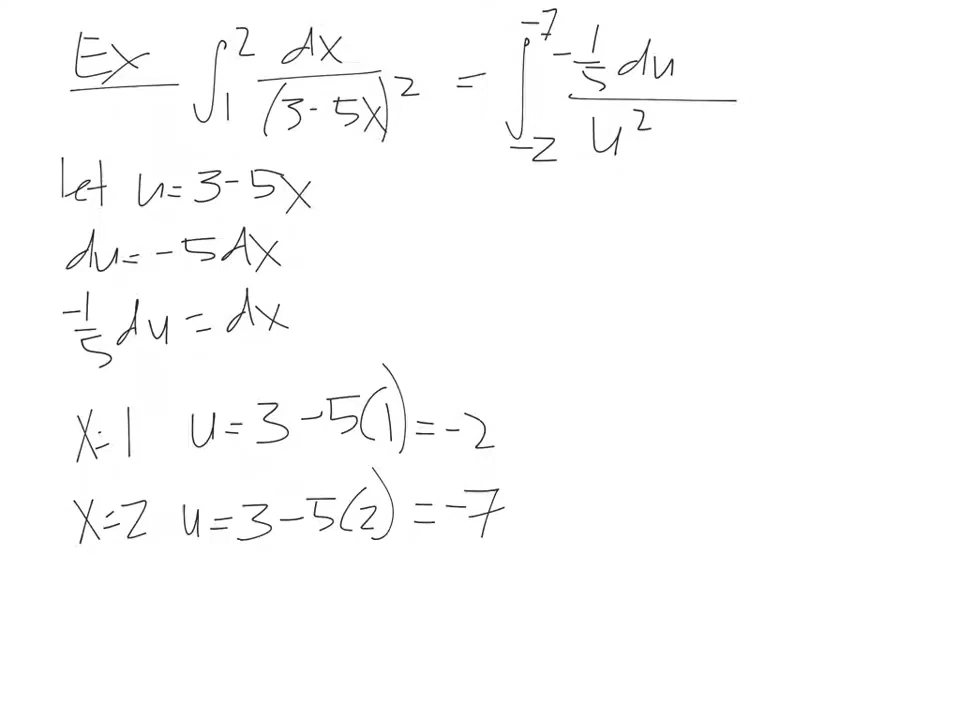 Ex ∫₁² dx/(3-5x)² = ∫₋₂⁻⁷ -1/5 du/u²
let u=3-5x
du=-5dx
-1/5 du=dx
x=1 u=3-5(1)=-2
x=2 u=3-5(2)=-7